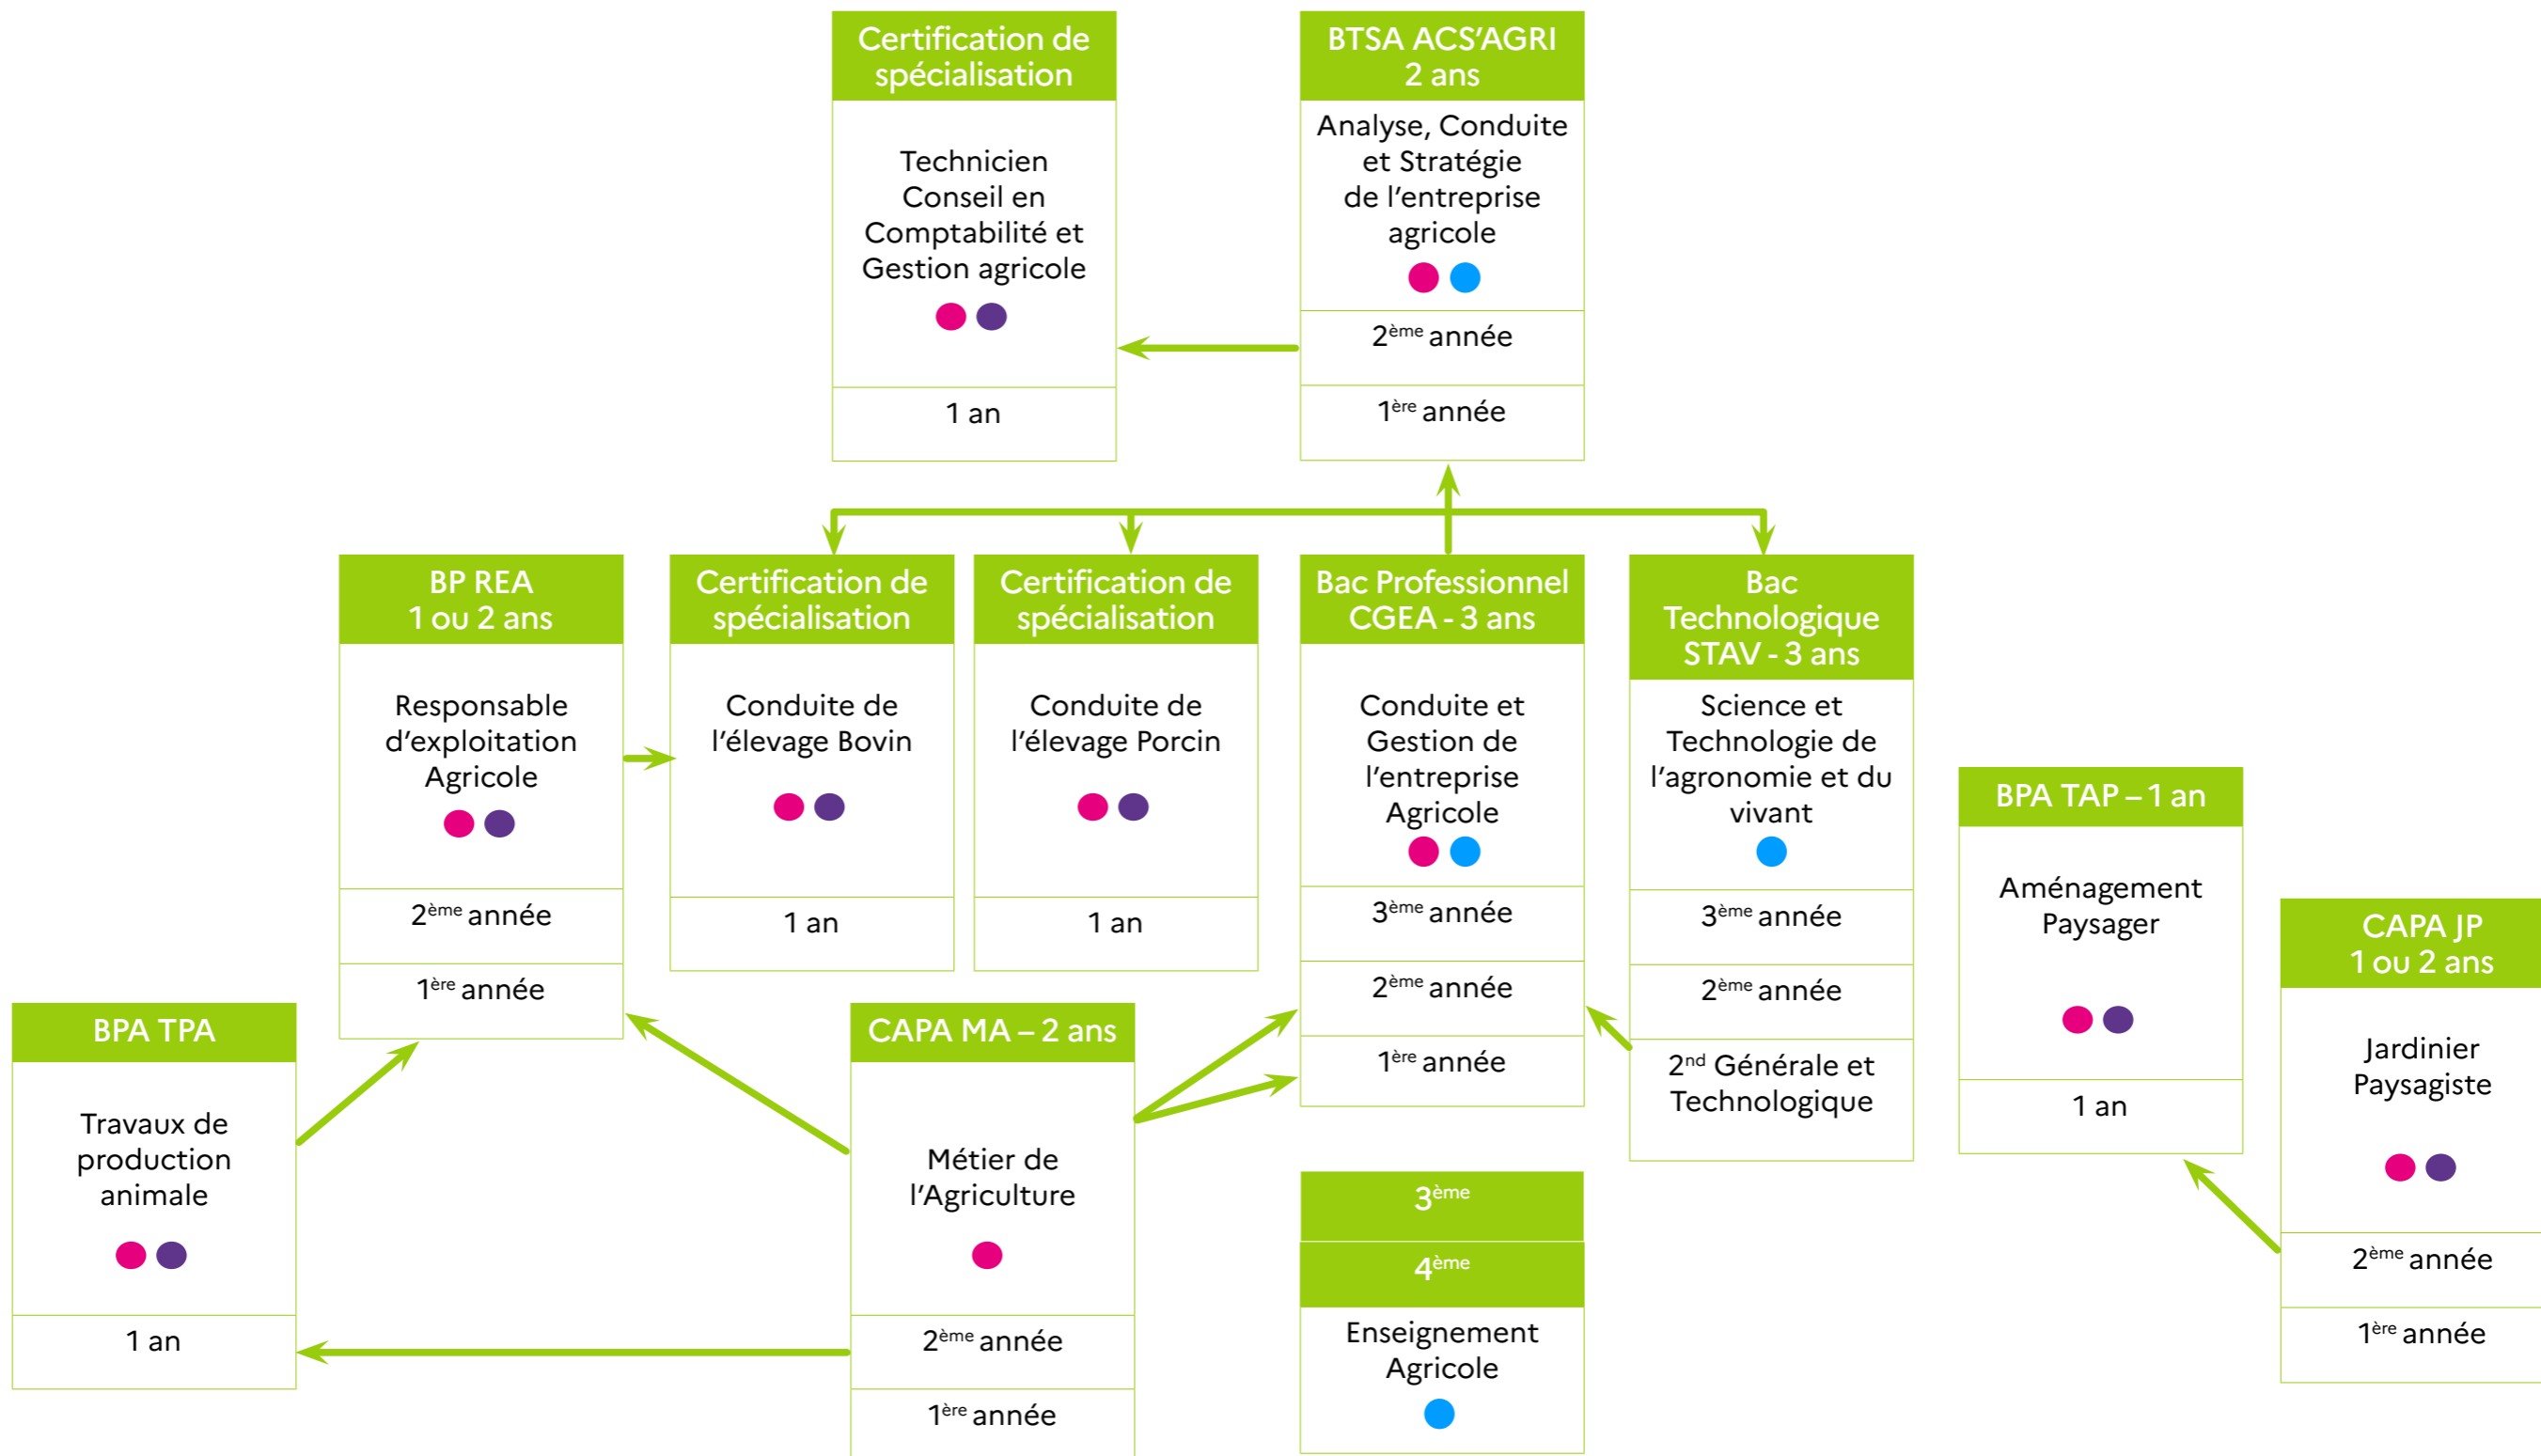 Certification de
spécialisation
Technicien
Conseil en
Comptabilité et
Gestion agricole
1 an
BTSA ACS’AGRI
2 ans
Analyse, Conduite
et Stratégie
de l’entreprise
agricole
2ème année
1ère année
BP REA
1 ou 2 ans
Responsable
d’exploitation
Agricole
2ème année
1ère année
Certification de
spécialisation
Conduite de
l’élevage Bovin
1 an
Certification de
spécialisation
Conduite de
l’élevage Porcin
1 an
Bac Professionnel
CGEA - 3 ans
Conduite et
Gestion de
l’entreprise
Agricole
3ème année
2ème année
1ère année
Bac
Technologique
STAV - 3 ans
Science et
Technologie de
l’agronomie et du
vivant
3ème année
2ème année
2nd Générale et
Technologique
BPA TAP – 1 an
Aménagement
Paysager
1 an
CAPA JP
1 ou 2 ans
Jardinier
Paysagiste
2ème année
1ère année
BPA TPA
Travaux de
production
animale
1 an
CAPA MA – 2 ans
Métier de
l’Agriculture
2ème année
1ère année
3ème
4ème
Enseignement
Agricole